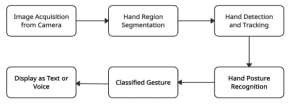 Image Acquisition
from Camera
Hand Region
Segmentation
Hand Detection
and Tracking
Hand Posture
Recognition
Classified Gesture
Display as Text or
Voice